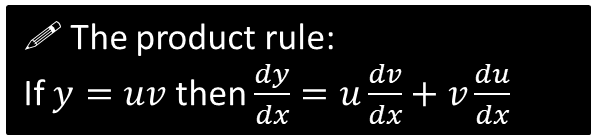 ✏ The product rule:
If y = uv then dy/dx = u dv/dx + v du/dx